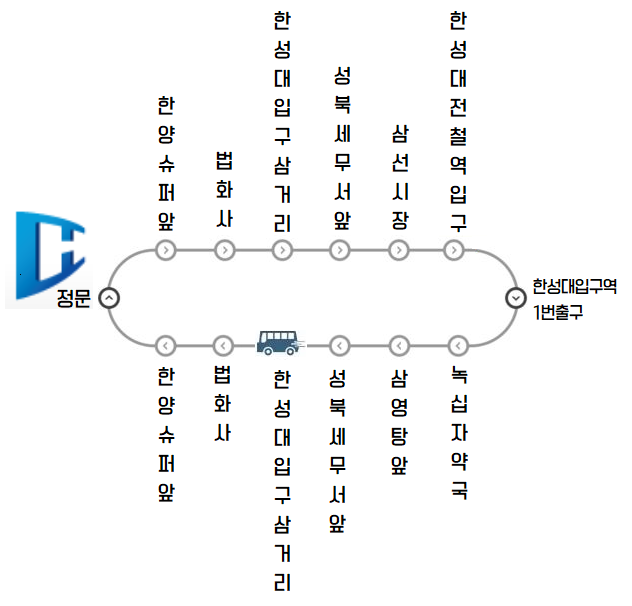 한양슈퍼앞
법화사
한성대입구삼거리
성북세무서앞
삼선시장
한성대전철역입구
정문
한성대입구역
1번출구
한양슈퍼앞
법화사
한성대입구삼거리
성북세무서앞
삼영탕앞
녹십자약국